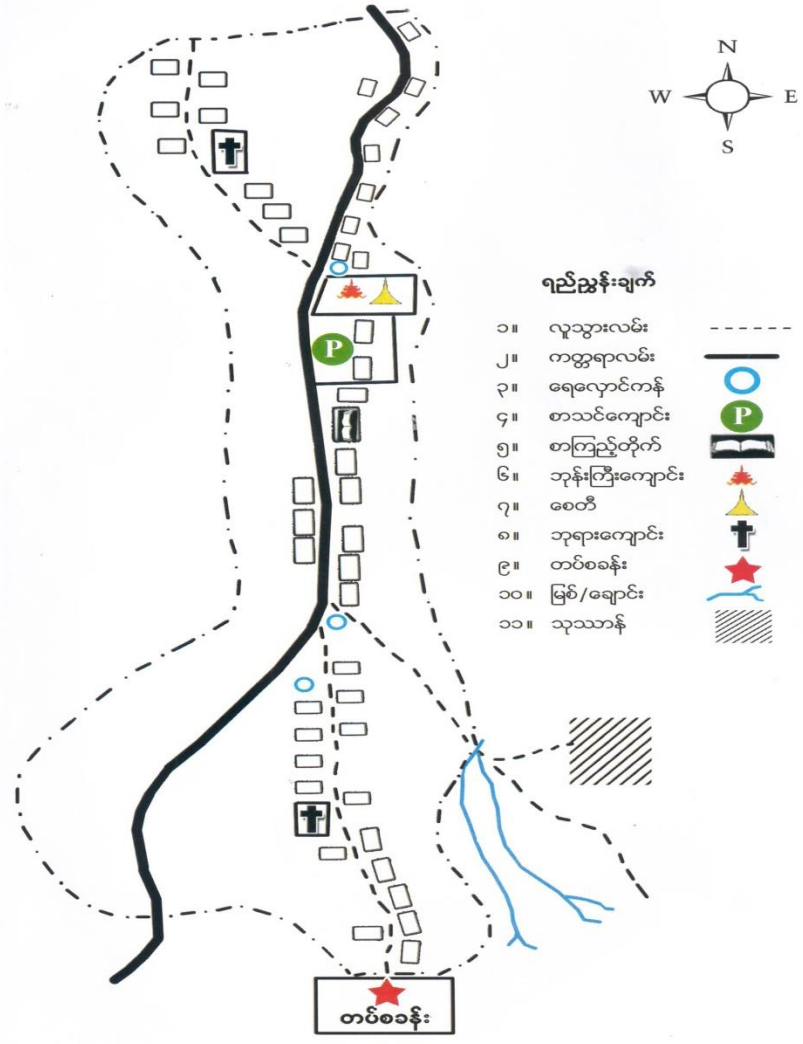 N
W E
S
ရည်ညွှန်းချက်
၁။ လူသွားလမ်း
၂။ ကတ္တရာလမ်း
၃။ ရေလှောင်ကန်
၄။ စာသင်ကျောင်း P
၅။ စာကြည့်တိုက်
၆။ ဘုန်းကြီးကျောင်း
၇။ စေတီ
၈။ ဘုရားကျောင်း
၉။ တပ်စခန်း
၁၀။ မြစ်/ချောင်း
၁၁။ သုဿာန်
P
တပ်စခန်း